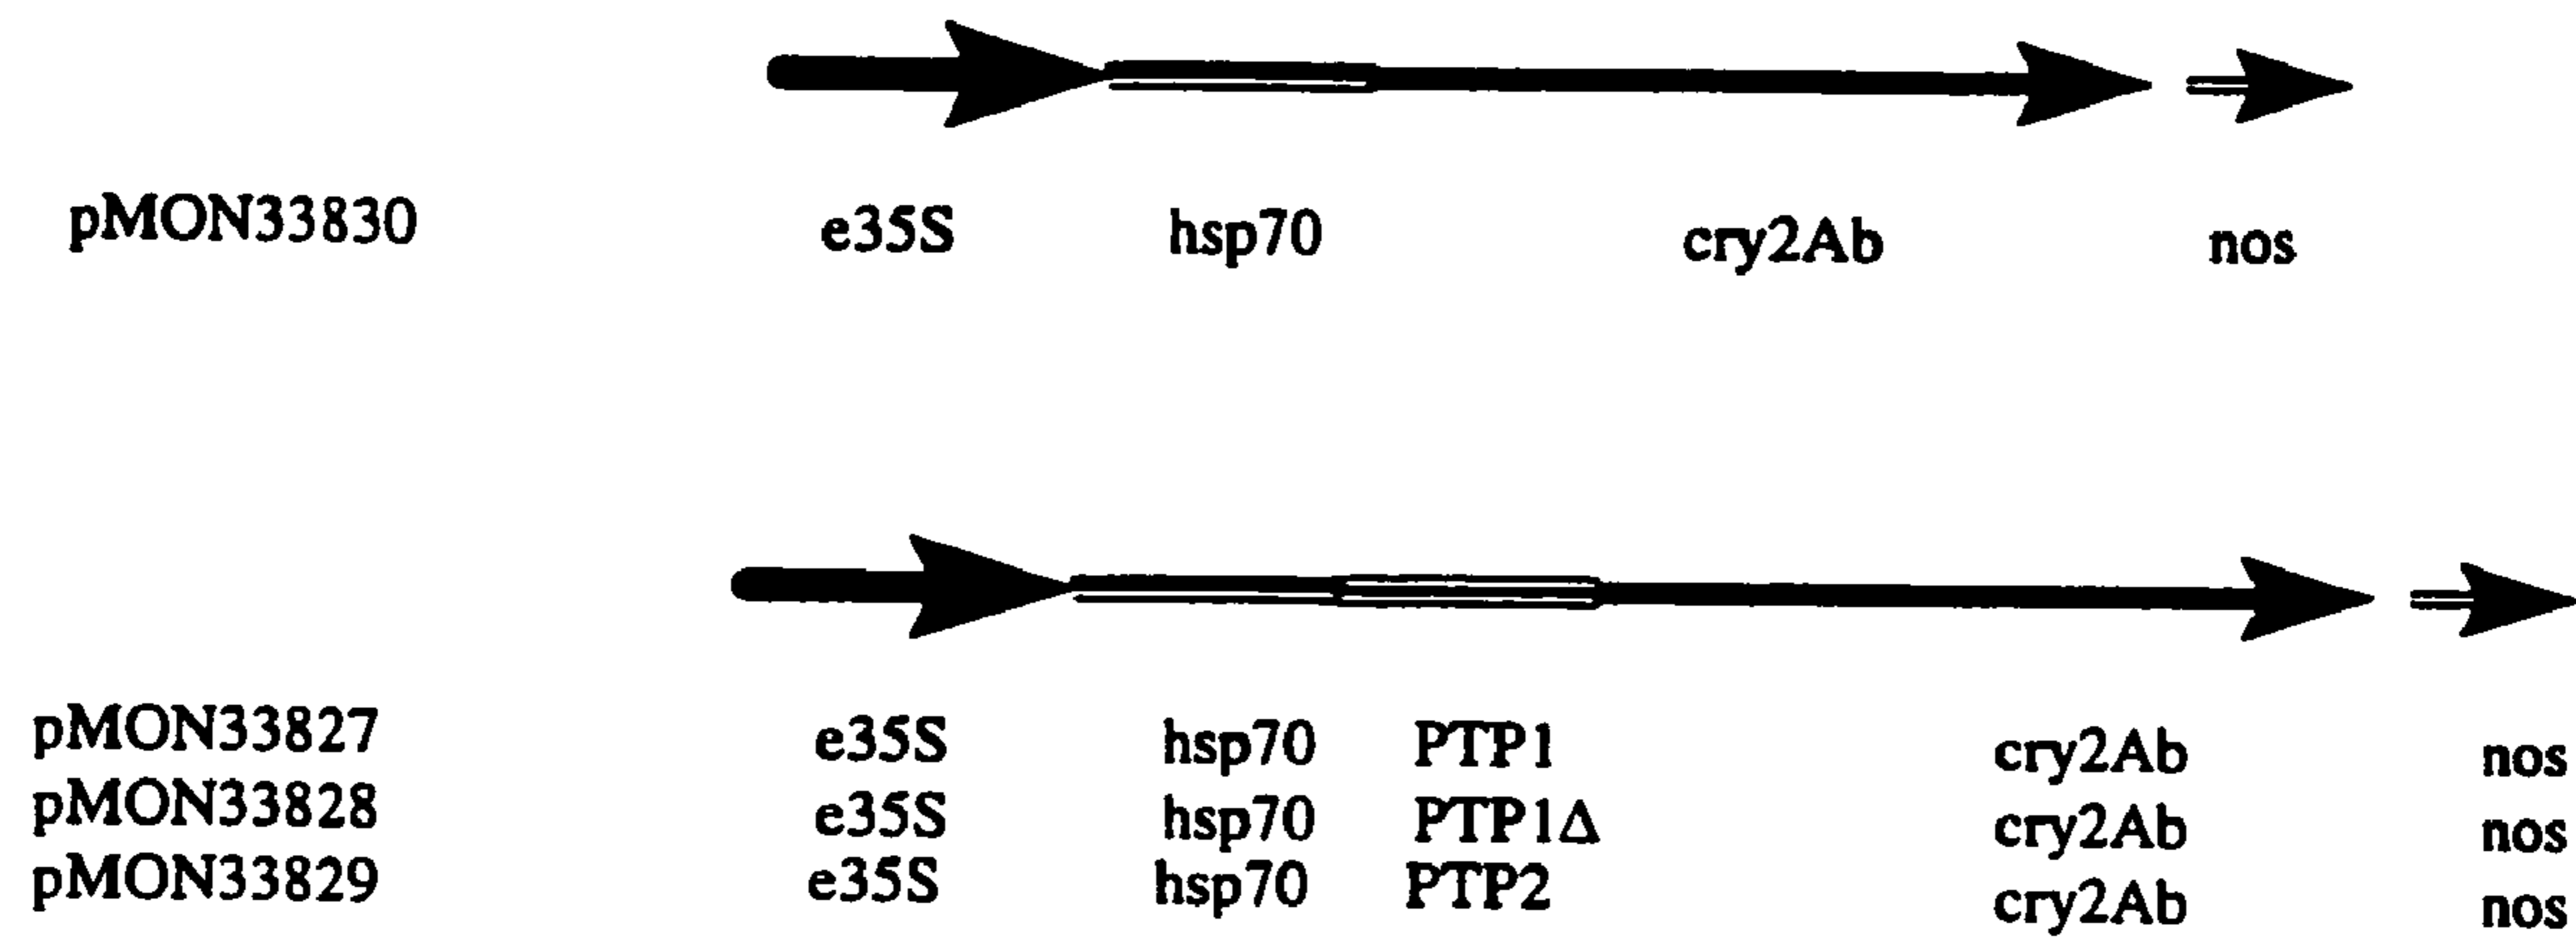 pMON33830 e35S hsp70 cry2Ab nos
pMON33827 e35S hsp70 PTP1 cry2Ab nos
pMON33828 e35S hsp70 PTP1Δ cry2Ab nos
pMON33829 e35S hsp70 PTP2 cry2Ab nos